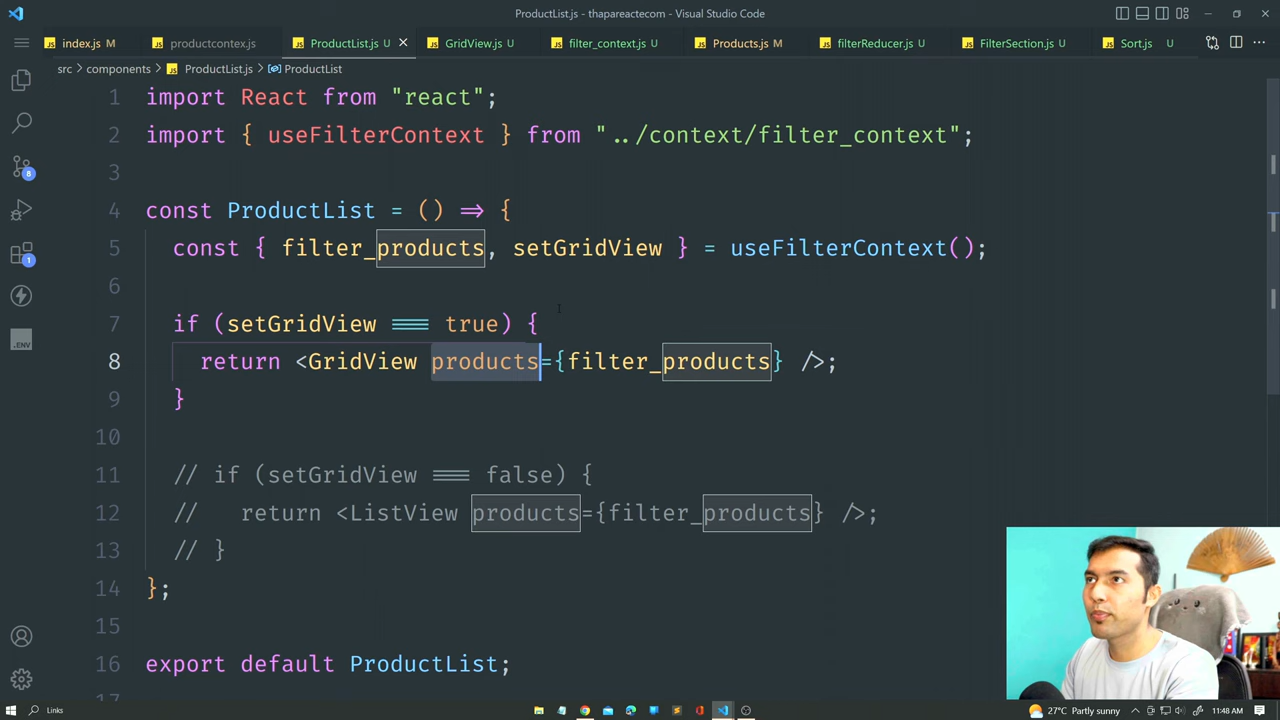 ProductList.js - thapareactecom - Visual Studio Code
index.js M productcontex.js ProductList.js U GridView.js U filter_context.js U Products.js M filterReducer.js U FilterSection.js U Sort.js U
src > components > ProductList.js > ProductList
1 import React from "react";
2 import { useFilterContext } from "../context/filter_context";
3
4 const ProductList = () => {
5 const { filter_products, setGridView } = useFilterContext();
6
7 if (setGridView === true) {
8 return <GridView products={filter_products} />;
9 }
10
11 // if (setGridView === false) {
12 // return <ListView products={filter_products} />;
13 // }
14 };
15
16 export default ProductList;
17
8
1
.ENV
Links
27°C Partly sunny
11:48 AM